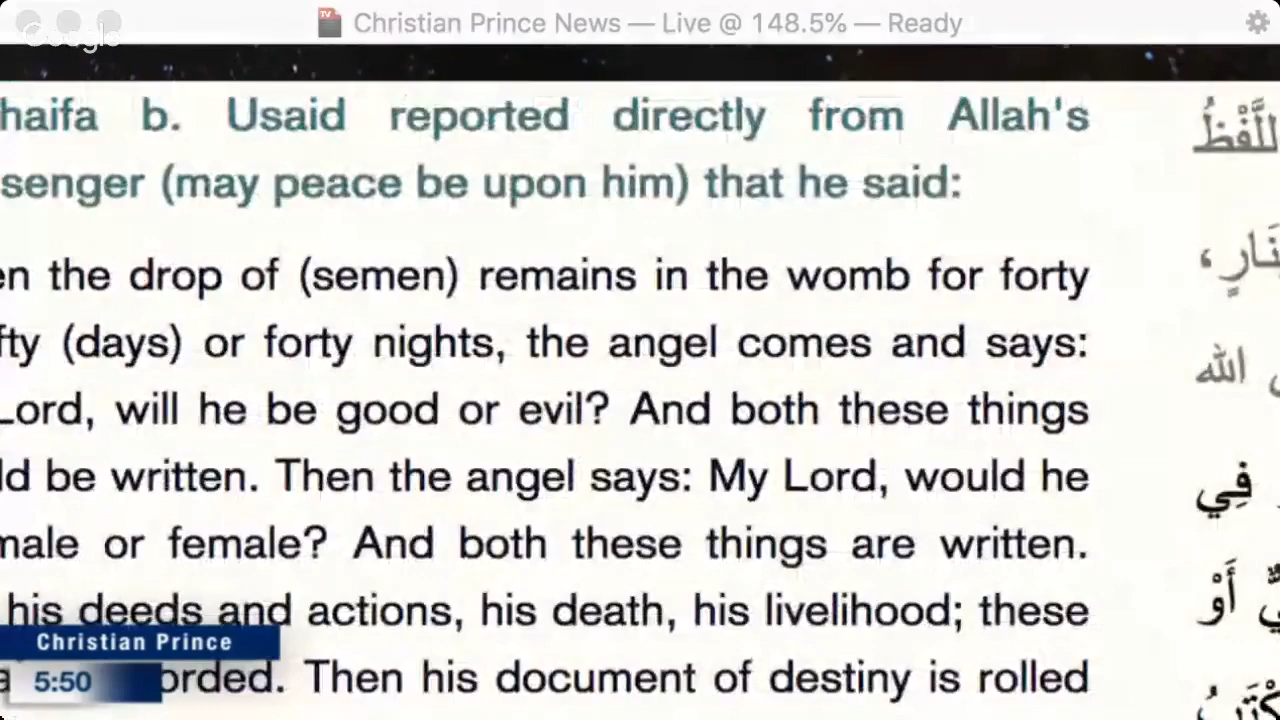 Christian Prince News — Live @ 148.5% — Ready
Google
haifa b. Usaid reported directly from Allah's
senger (may peace be upon him) that he said:
en the drop of (semen) remains in the womb for forty
fty (days) or forty nights, the angel comes and says:
Lord, will he be good or evil? And both these things
ld be written. Then the angel says: My Lord, would he
male or female? And both these things are written.
his deeds and actions, his death, his livelihood; these
orded. Then his document of destiny is rolled
لِلَّفْظُ
نَارٍ،
الله
فِي
أَوْ
Christian Prince
5:50